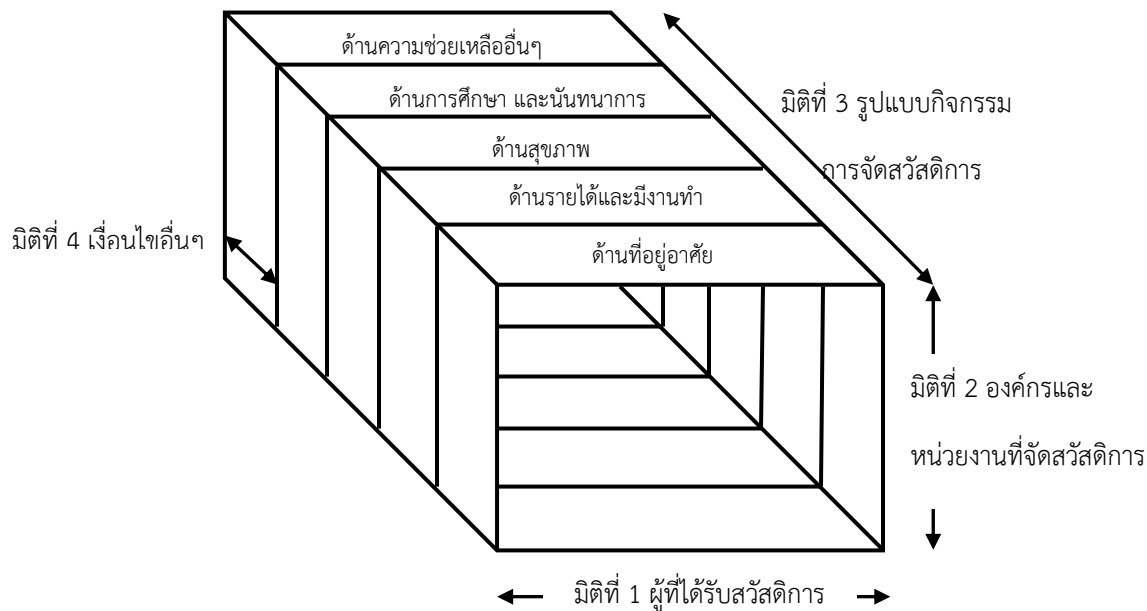 ด้านความช่วยเหลืออื่นๆ
ด้านการศึกษา และนันทนาการ
ด้านสุขภาพ
ด้านรายได้และมีงานทำ
ด้านที่อยู่อาศัย
มิติที่ 3 รูปแบบกิจกรรม
การจัดสวัสดิการ
มิติที่ 4 เงื่อนไขอื่นๆ
มิติที่ 2 องค์กรและ
หน่วยงานที่จัดสวัสดิการ
มิติที่ 1 ผู้ที่ได้รับสวัสดิการ